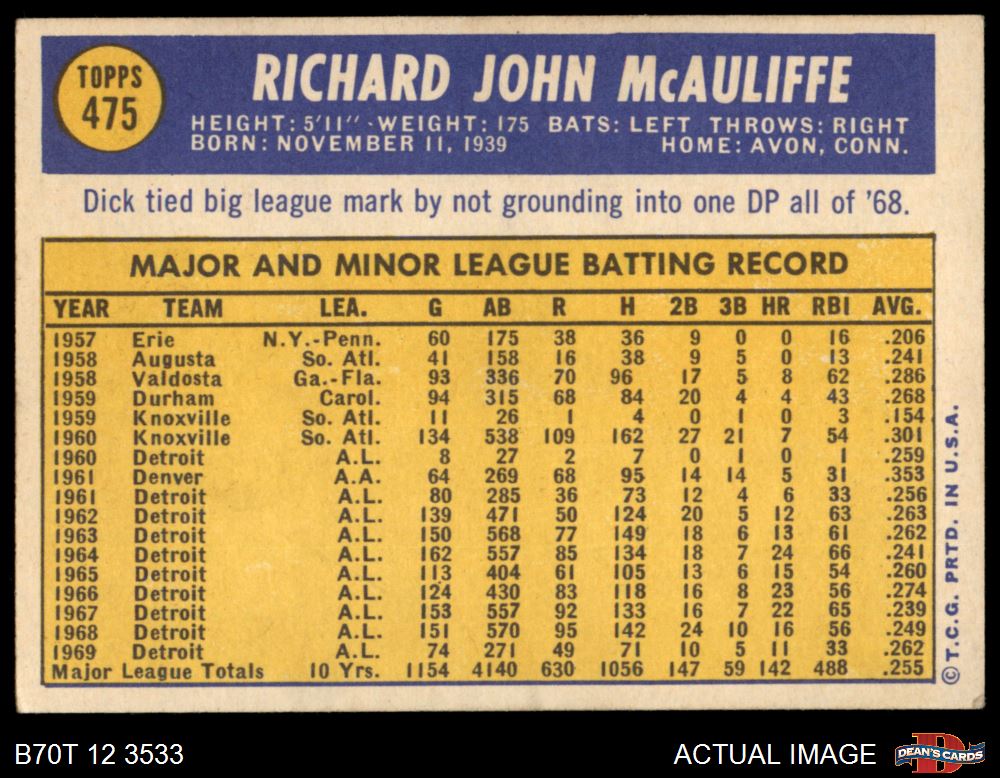 TOPPS
475
RICHARD JOHN McAULIFFE
HEIGHT: 5'11" - WEIGHT: 175 BATS: LEFT THROWS: RIGHT
BORN: NOVEMBER 11, 1939 HOME: AVON, CONN.
Dick tied big league mark by not grounding into one DP all of '68.
MAJOR AND MINOR LEAGUE BATTING RECORD
YEAR TEAM LEA. G AB R H 2B 3B HR RBI AVG.
1957 Erie N.Y.-Penn. 60 175 38 36 9 0 0 16 .206
1958 Augusta So. Atl. 41 158 16 38 9 5 0 13 .241
1958 Valdosta Ga.-Fla. 93 336 70 96 17 5 8 62 .286
1959 Durham Carol. 94 315 68 84 20 4 4 43 .268
1959 Knoxville So. Atl. 11 26 1 4 0 1 0 3 .154
1960 Knoxville So. Atl. 134 538 109 162 27 21 7 54 .301
1960 Detroit A.L. 8 27 2 7 0 1 0 1 .259
1961 Denver A.A. 64 269 68 95 14 14 5 31 .353
1961 Detroit A.L. 80 285 36 73 12 4 6 33 .256
1962 Detroit A.L. 139 471 50 124 20 5 12 63 .263
1963 Detroit A.L. 150 568 77 149 18 6 13 61 .262
1964 Detroit A.L. 162 557 85 134 18 7 24 66 .241
1965 Detroit A.L. 113 404 61 105 13 6 15 54 .260
1966 Detroit A.L. 124 430 83 118 16 8 23 56 .274
1967 Detroit A.L. 153 557 92 133 16 7 22 65 .239
1968 Detroit A.L. 151 570 95 142 24 10 16 56 .249
1969 Detroit A.L. 74 271 49 71 10 5 11 33 .262
Major League Totals 10 Yrs. 1154 4140 630 1056 147 59 142 488 .255
© T.C.G. PRTD. IN U.S.A.
B70T 12 3533 ACTUAL IMAGE
DEAN'S CARDS